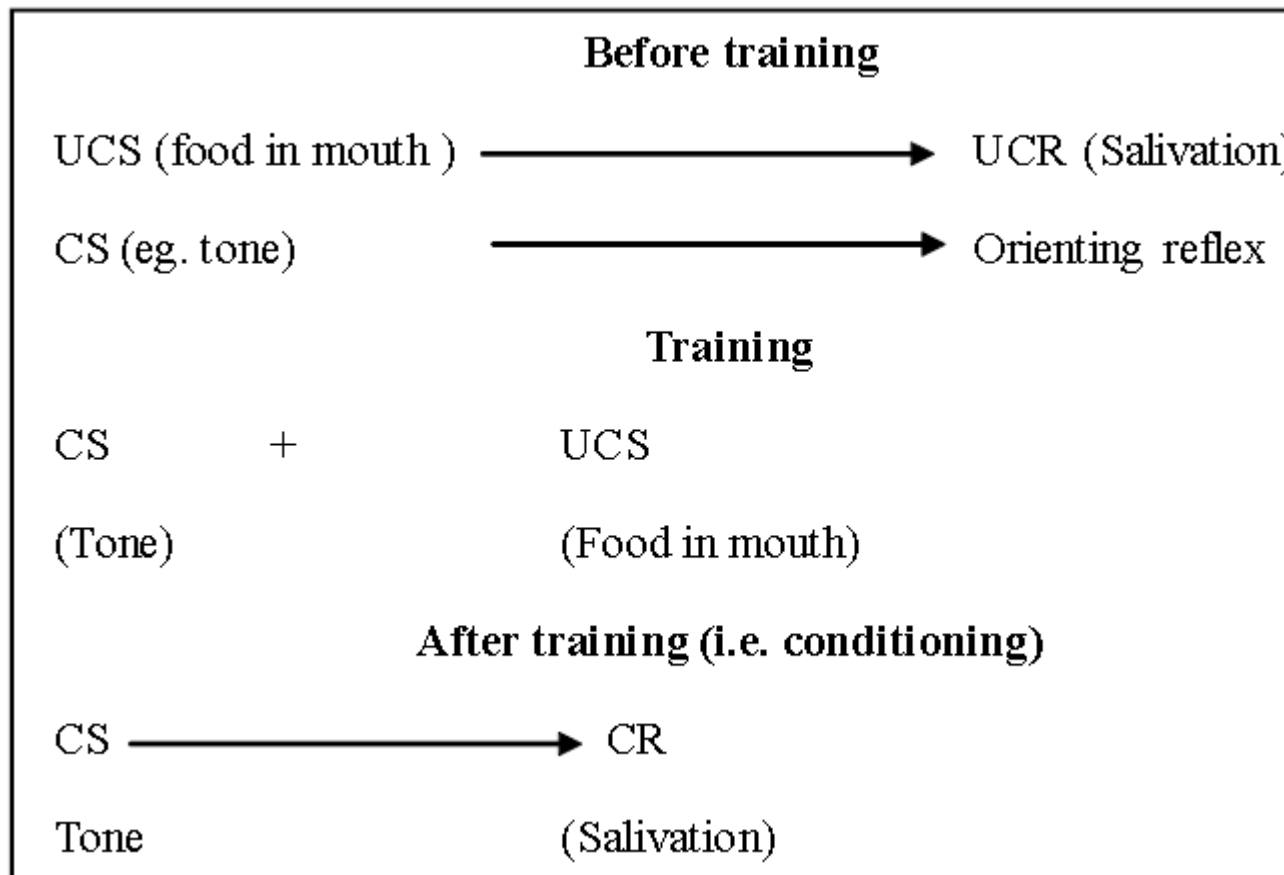 Before training
UCS (food in mouth ) UCR (Salivation)
CS (eg. tone) Orienting reflex
Training
CS + UCS
(Tone) (Food in mouth)
After training (i.e. conditioning)
CS CR
Tone (Salivation)